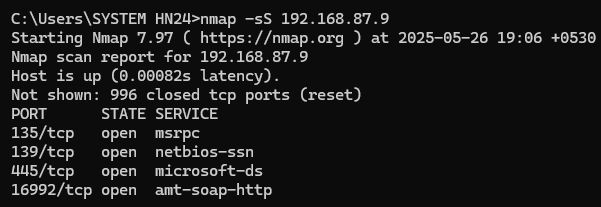 C:\Users\SYSTEM HN24>nmap -sS 192.168.87.9
Starting Nmap 7.97 ( https://nmap.org ) at 2025-05-26 19:06 +0530
Nmap scan report for 192.168.87.9
Host is up (0.00082s latency).
Not shown: 996 closed tcp ports (reset)
PORT      STATE SERVICE
135/tcp   open  msrpc
139/tcp   open  netbios-ssn
445/tcp   open  microsoft-ds
16992/tcp open  amt-soap-http